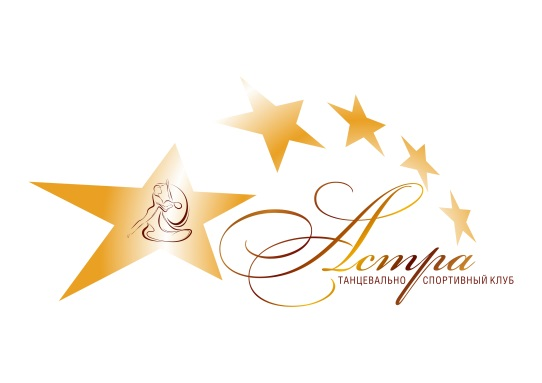 Астра
ТАНЦЕВАЛЬНО СПОРТИВНЫЙ КЛУБ